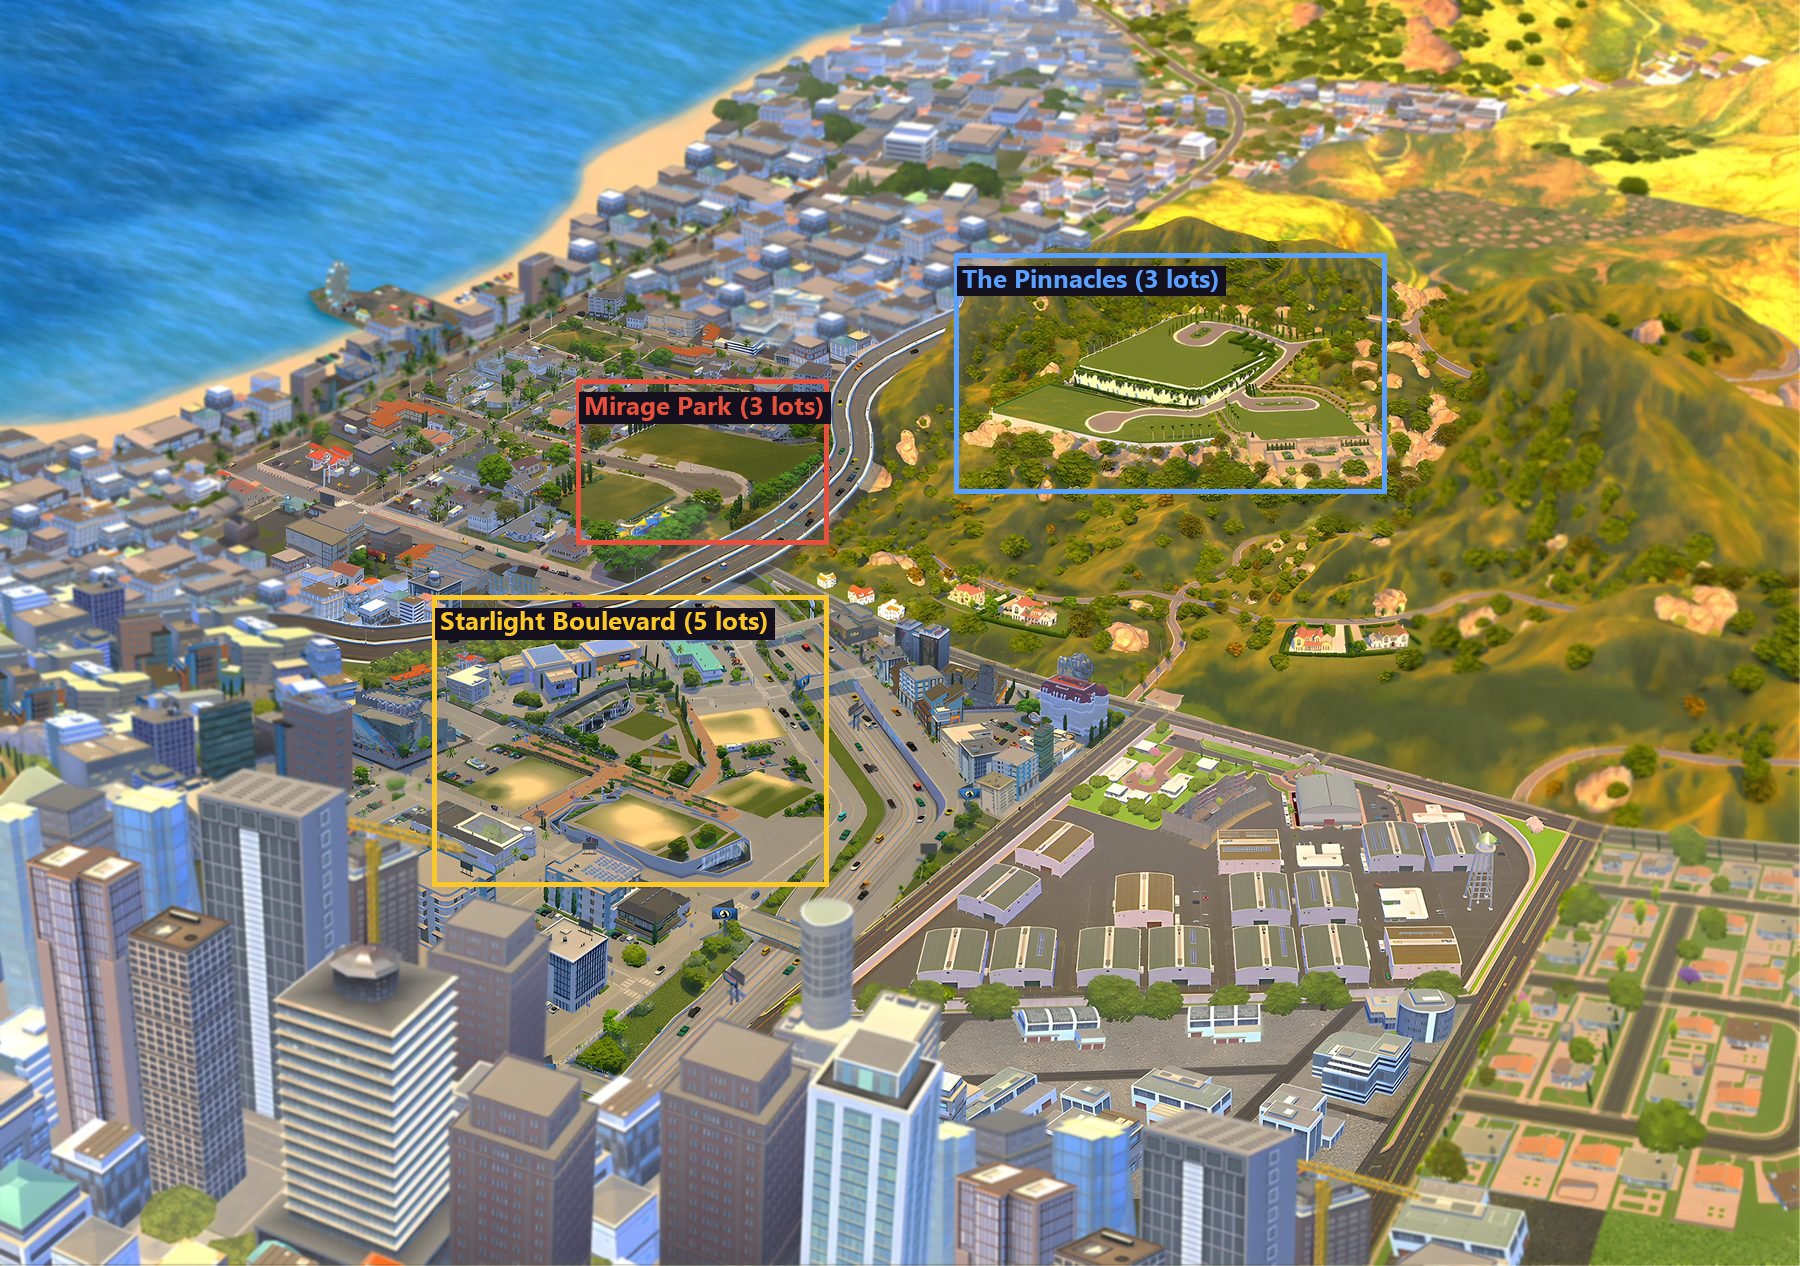 The Pinnacles (3 lots)
Mirage Park (3 lots)
Starlight Boulevard (5 lots)